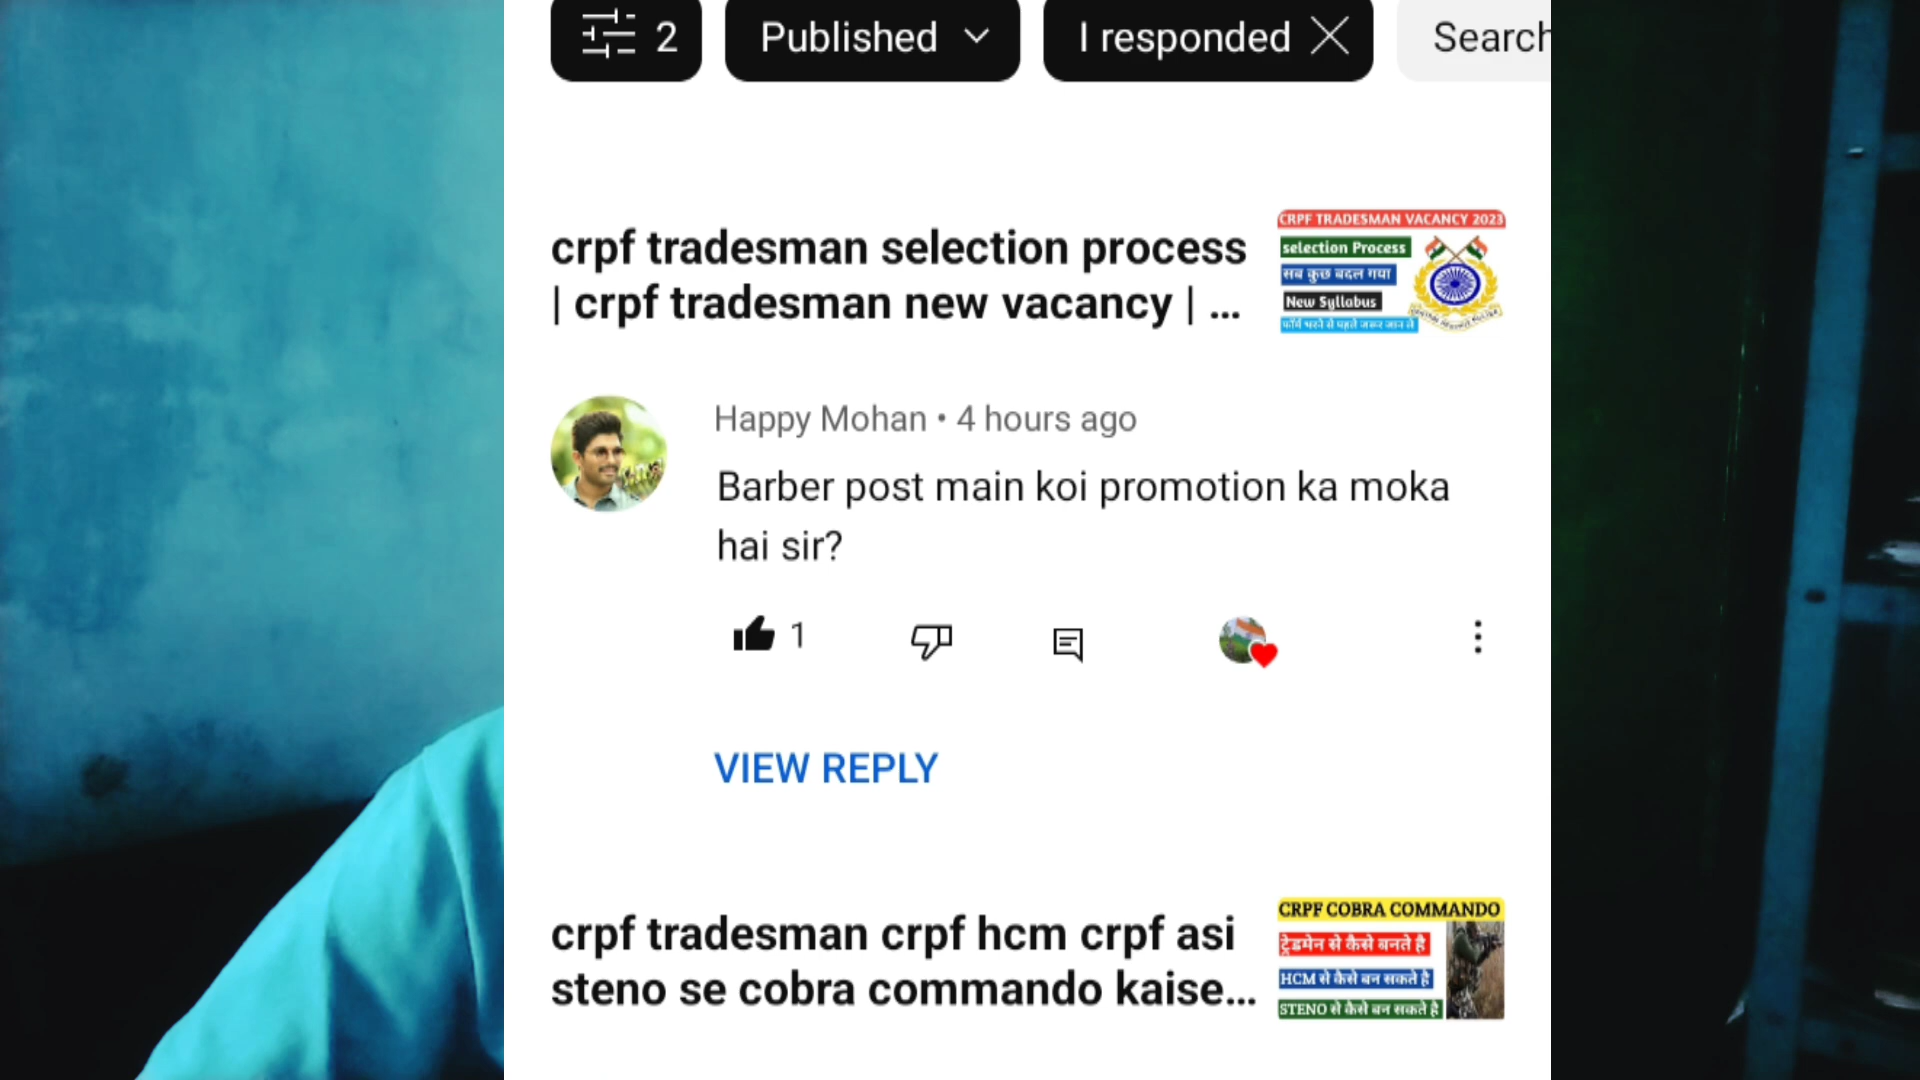 2
Published
I responded
Search
crpf tradesman selection process
| crpf tradesman new vacancy | ...
CRPF TRADESMAN VACANCY 2023
selection Process
सब कुछ बदल गया
New Syllabus
फॉर्म भरने से पहले जरूर जान ले
Happy Mohan • 4 hours ago
Barber post main koi promotion ka moka
hai sir?
1
VIEW REPLY
crpf tradesman crpf hcm crpf asi
steno se cobra commando kaise...
CRPF COBRA COMMANDO
ट्रेडमेन से कैसे बनते है
HCM से कैसे बन सकते है
STENO से कैसे बन सकते है